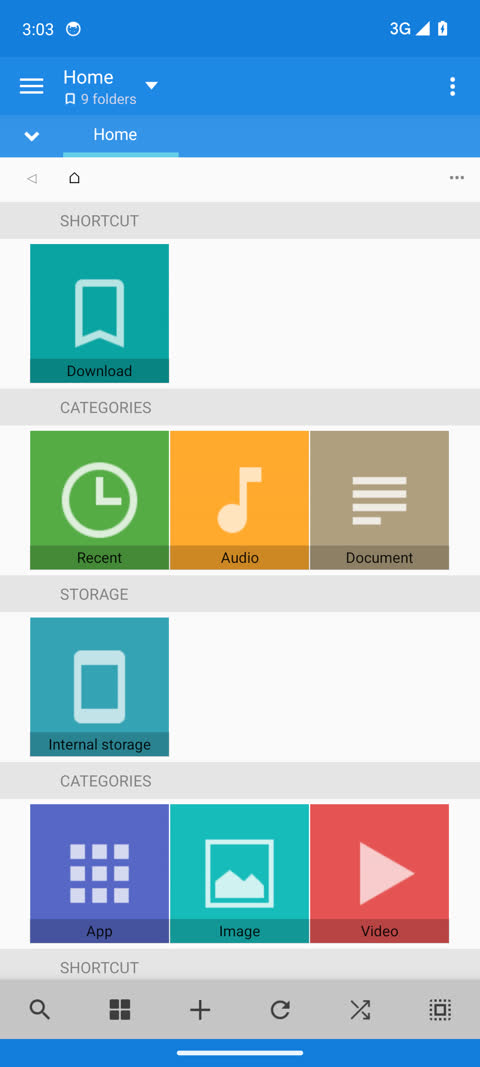 3:03
3G
Home
9 folders
Home
SHORTCUT
Download
CATEGORIES
Recent
Audio
Document
STORAGE
Internal storage
CATEGORIES
App
Image
Video
SHORTCUT